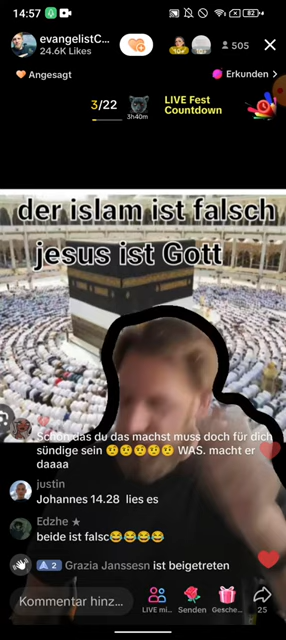 14:57
82
evangelistC...
24.6K Likes
505
Angesagt
Erkunden >
3/22
3h40m
LIVE Fest
Countdown
der islam ist falsch
jesus ist Gott
Schön das du das machst muss doch für dich
sündige sein 🤨🤨🤨🤨🤨 WAS. macht er
daaaa
justin
Johannes 14.28 lies es
Edzhe ★
beide ist falsc😂😂😂😂
2 Grazia Janssesn ist beigetreten
Kommentar hinz...
LIVE mi...
Senden
Gesche...
25